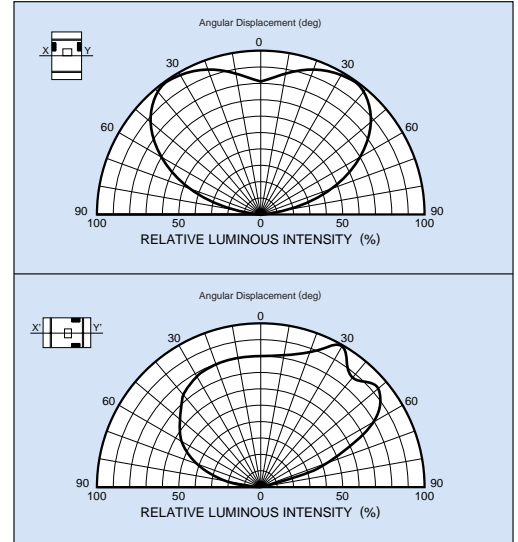 Angular Displacement (deg)
X Y
0
30 30
60 60
90 90
100 50 0 50 100
RELATIVE LUMINOUS INTENSITY (%)
Angular Displacement (deg)
X' Y'
0
30 30
60 60
90 90
100 50 0 50 100
RELATIVE LUMINOUS INTENSITY (%)